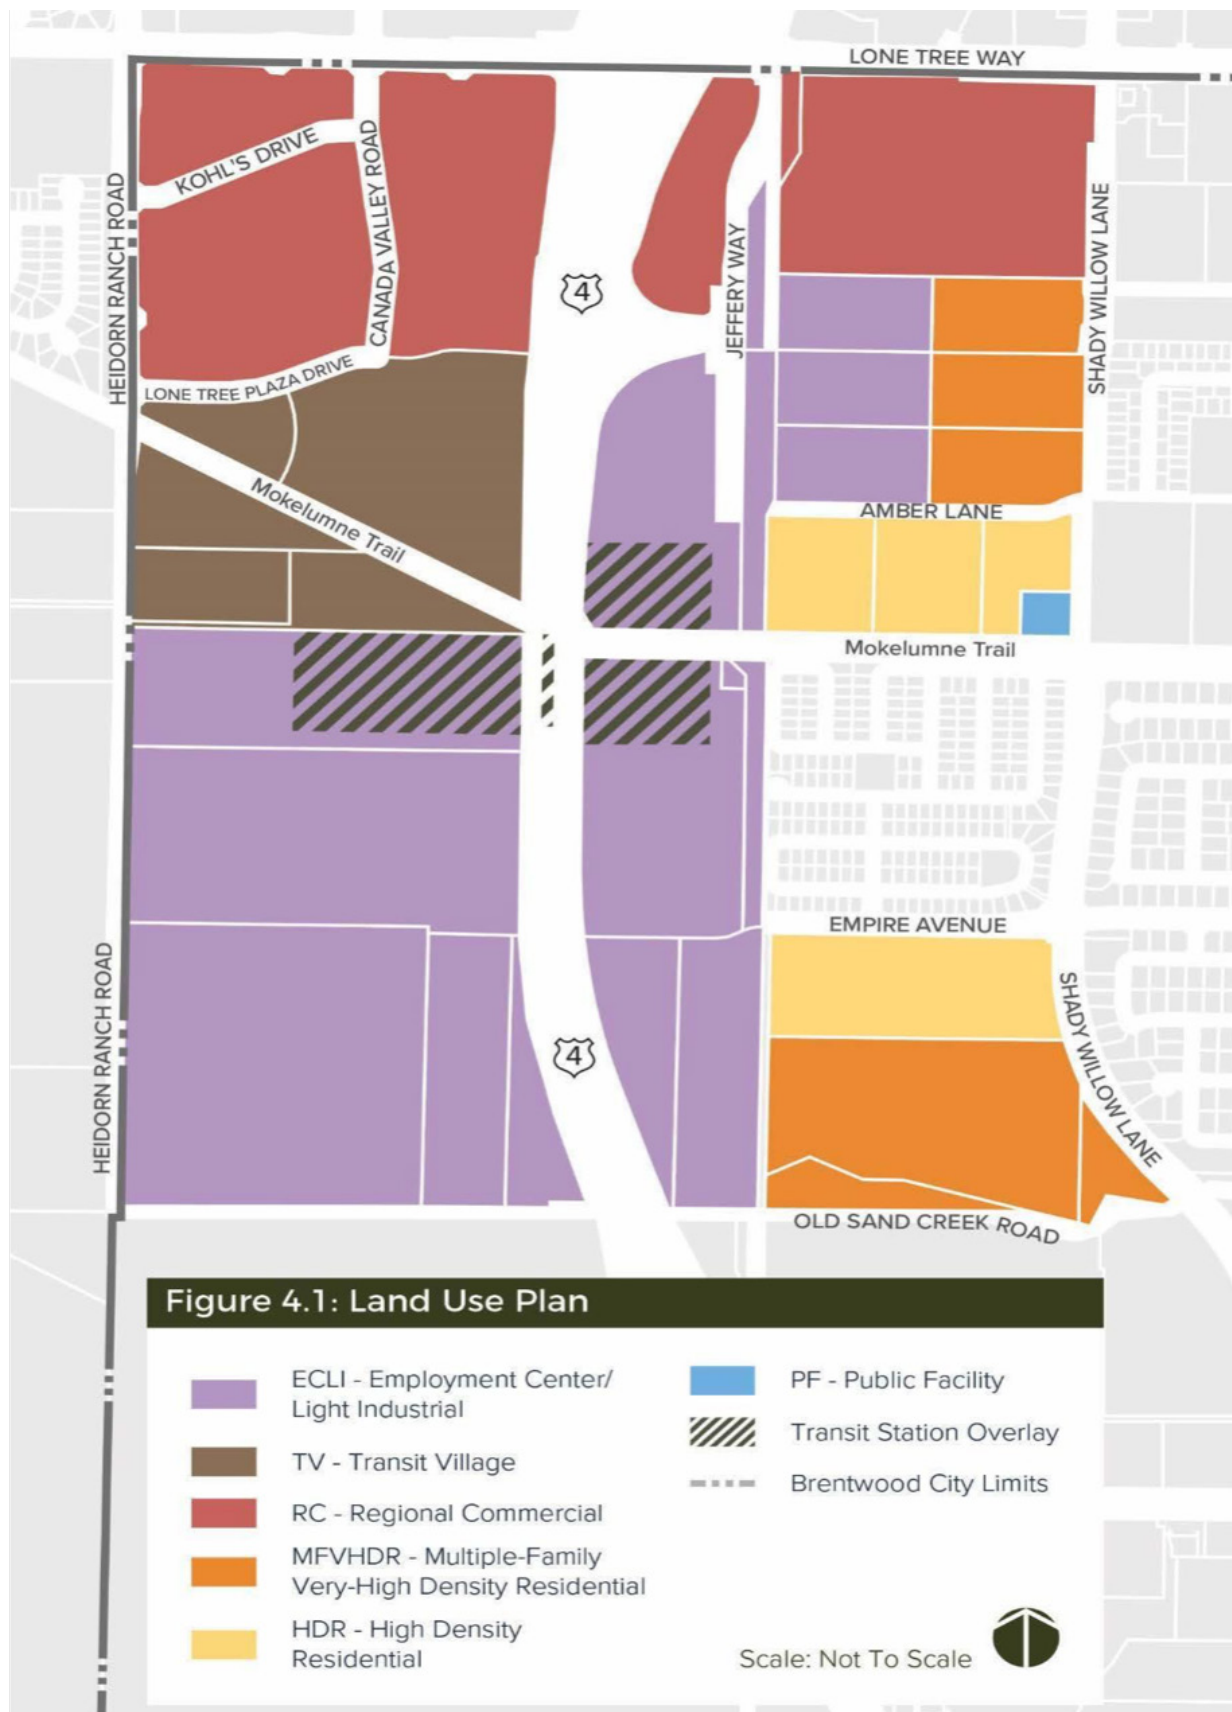 LONE TREE WAY
KOHL'S DRIVE
CANADA VALLEY ROAD
HEIDORN RANCH ROAD
SHADY WILLOW LANE
JEFFERY WAY
4
LONE TREE PLAZA DRIVE
Mokelumne Trail
AMBER LANE
Mokelumne Trail
EMPIRE AVENUE
HEIDORN RANCH ROAD
SHADY WILLOW LANE
4
OLD SAND CREEK ROAD
Figure 4.1: Land Use Plan
ECLI - Employment Center/
Light Industrial
TV - Transit Village
RC - Regional Commercial
MFVHDR - Multiple-Family
Very-High Density Residential
HDR - High Density
Residential
PF - Public Facility
Transit Station Overlay
Brentwood City Limits
Scale: Not To Scale